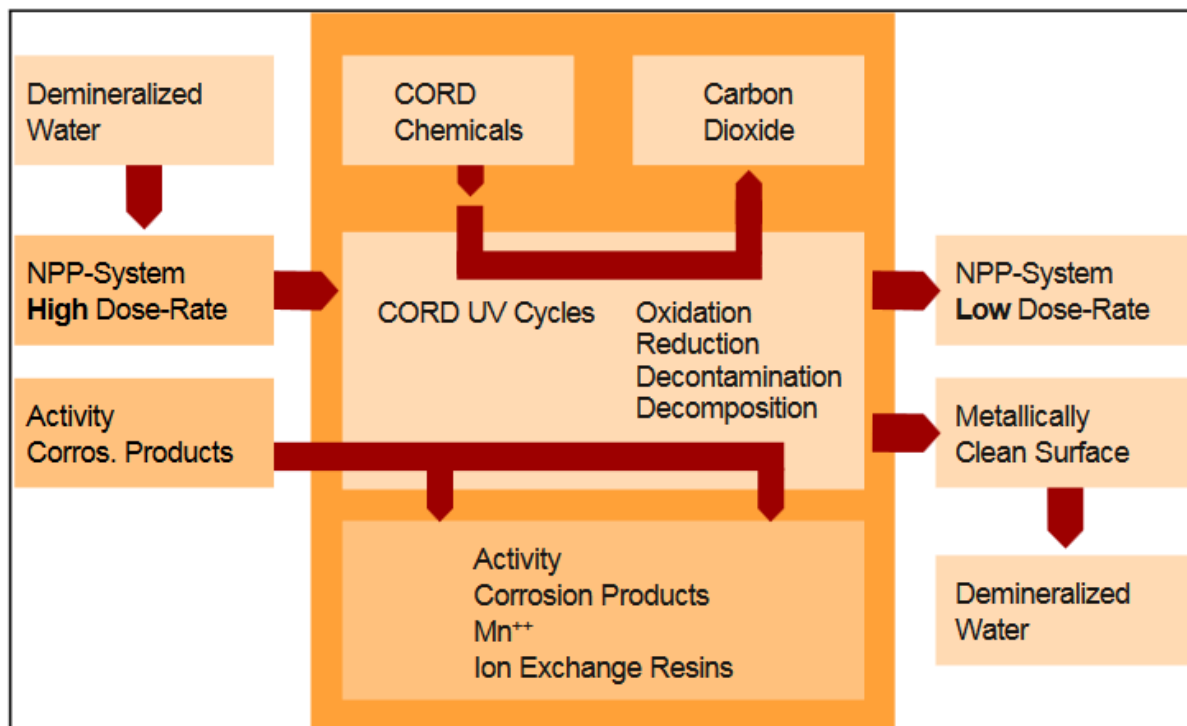 Demineralized
Water
CORD
Chemicals
Carbon
Dioxide
NPP-System
High Dose-Rate
CORD UV Cycles
Oxidation
Reduction
Decontamination
Decomposition
NPP-System
Low Dose-Rate
Activity
Corros. Products
Metallically
Clean Surface
Activity
Corrosion Products
Mn⁺⁺
Ion Exchange Resins
Demineralized
Water